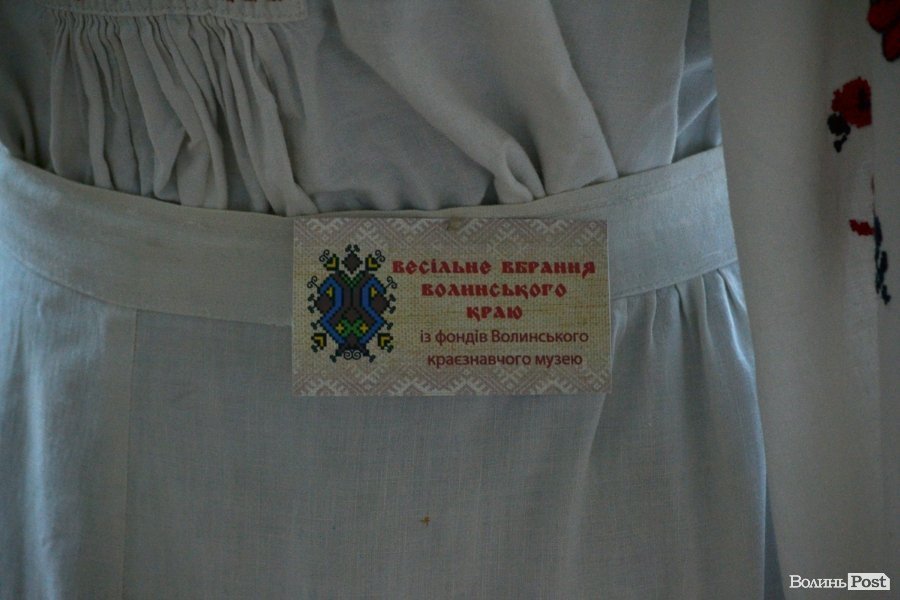 весільне вбрання
волинського
краю
із фондів Волинського
краєзнавчого музею
Волинь Post